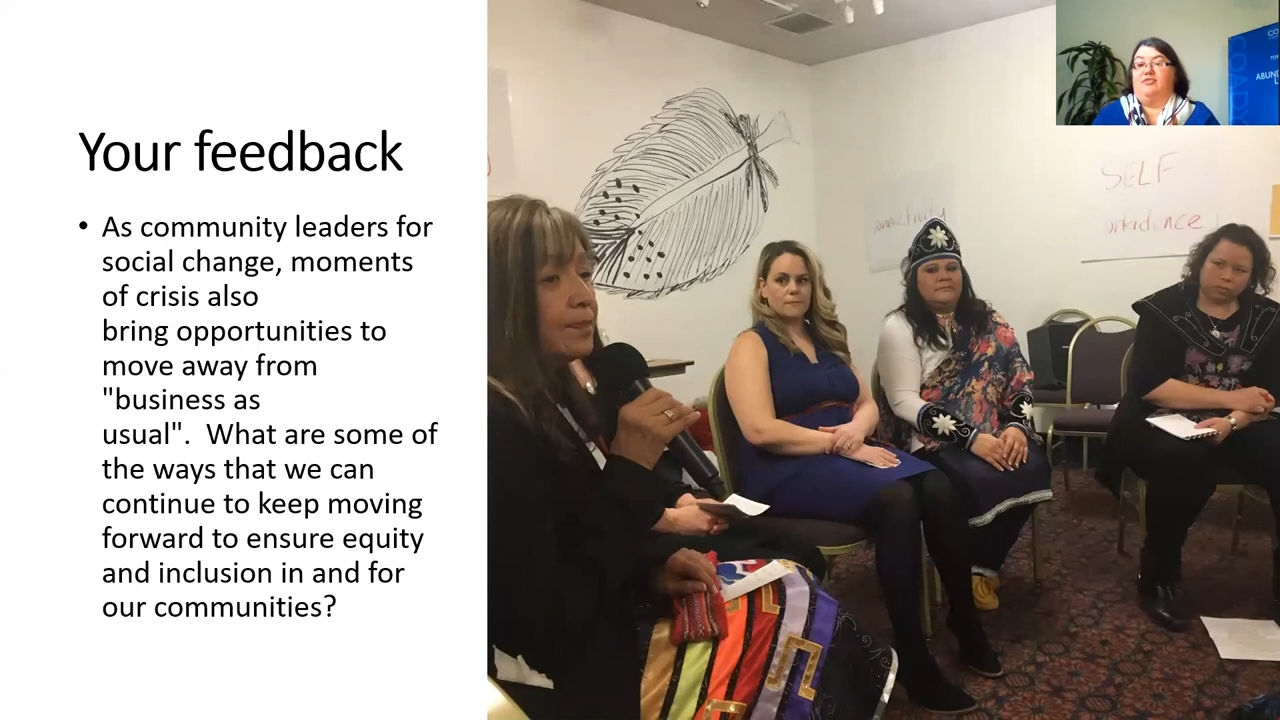 Your feedback
• As community leaders for
social change, moments
of crisis also
bring opportunities to
move away from
"business as
usual". What are some of
the ways that we can
continue to keep moving
forward to ensure equity
and inclusion in and for
our communities?
SELF
COADY
ABUN